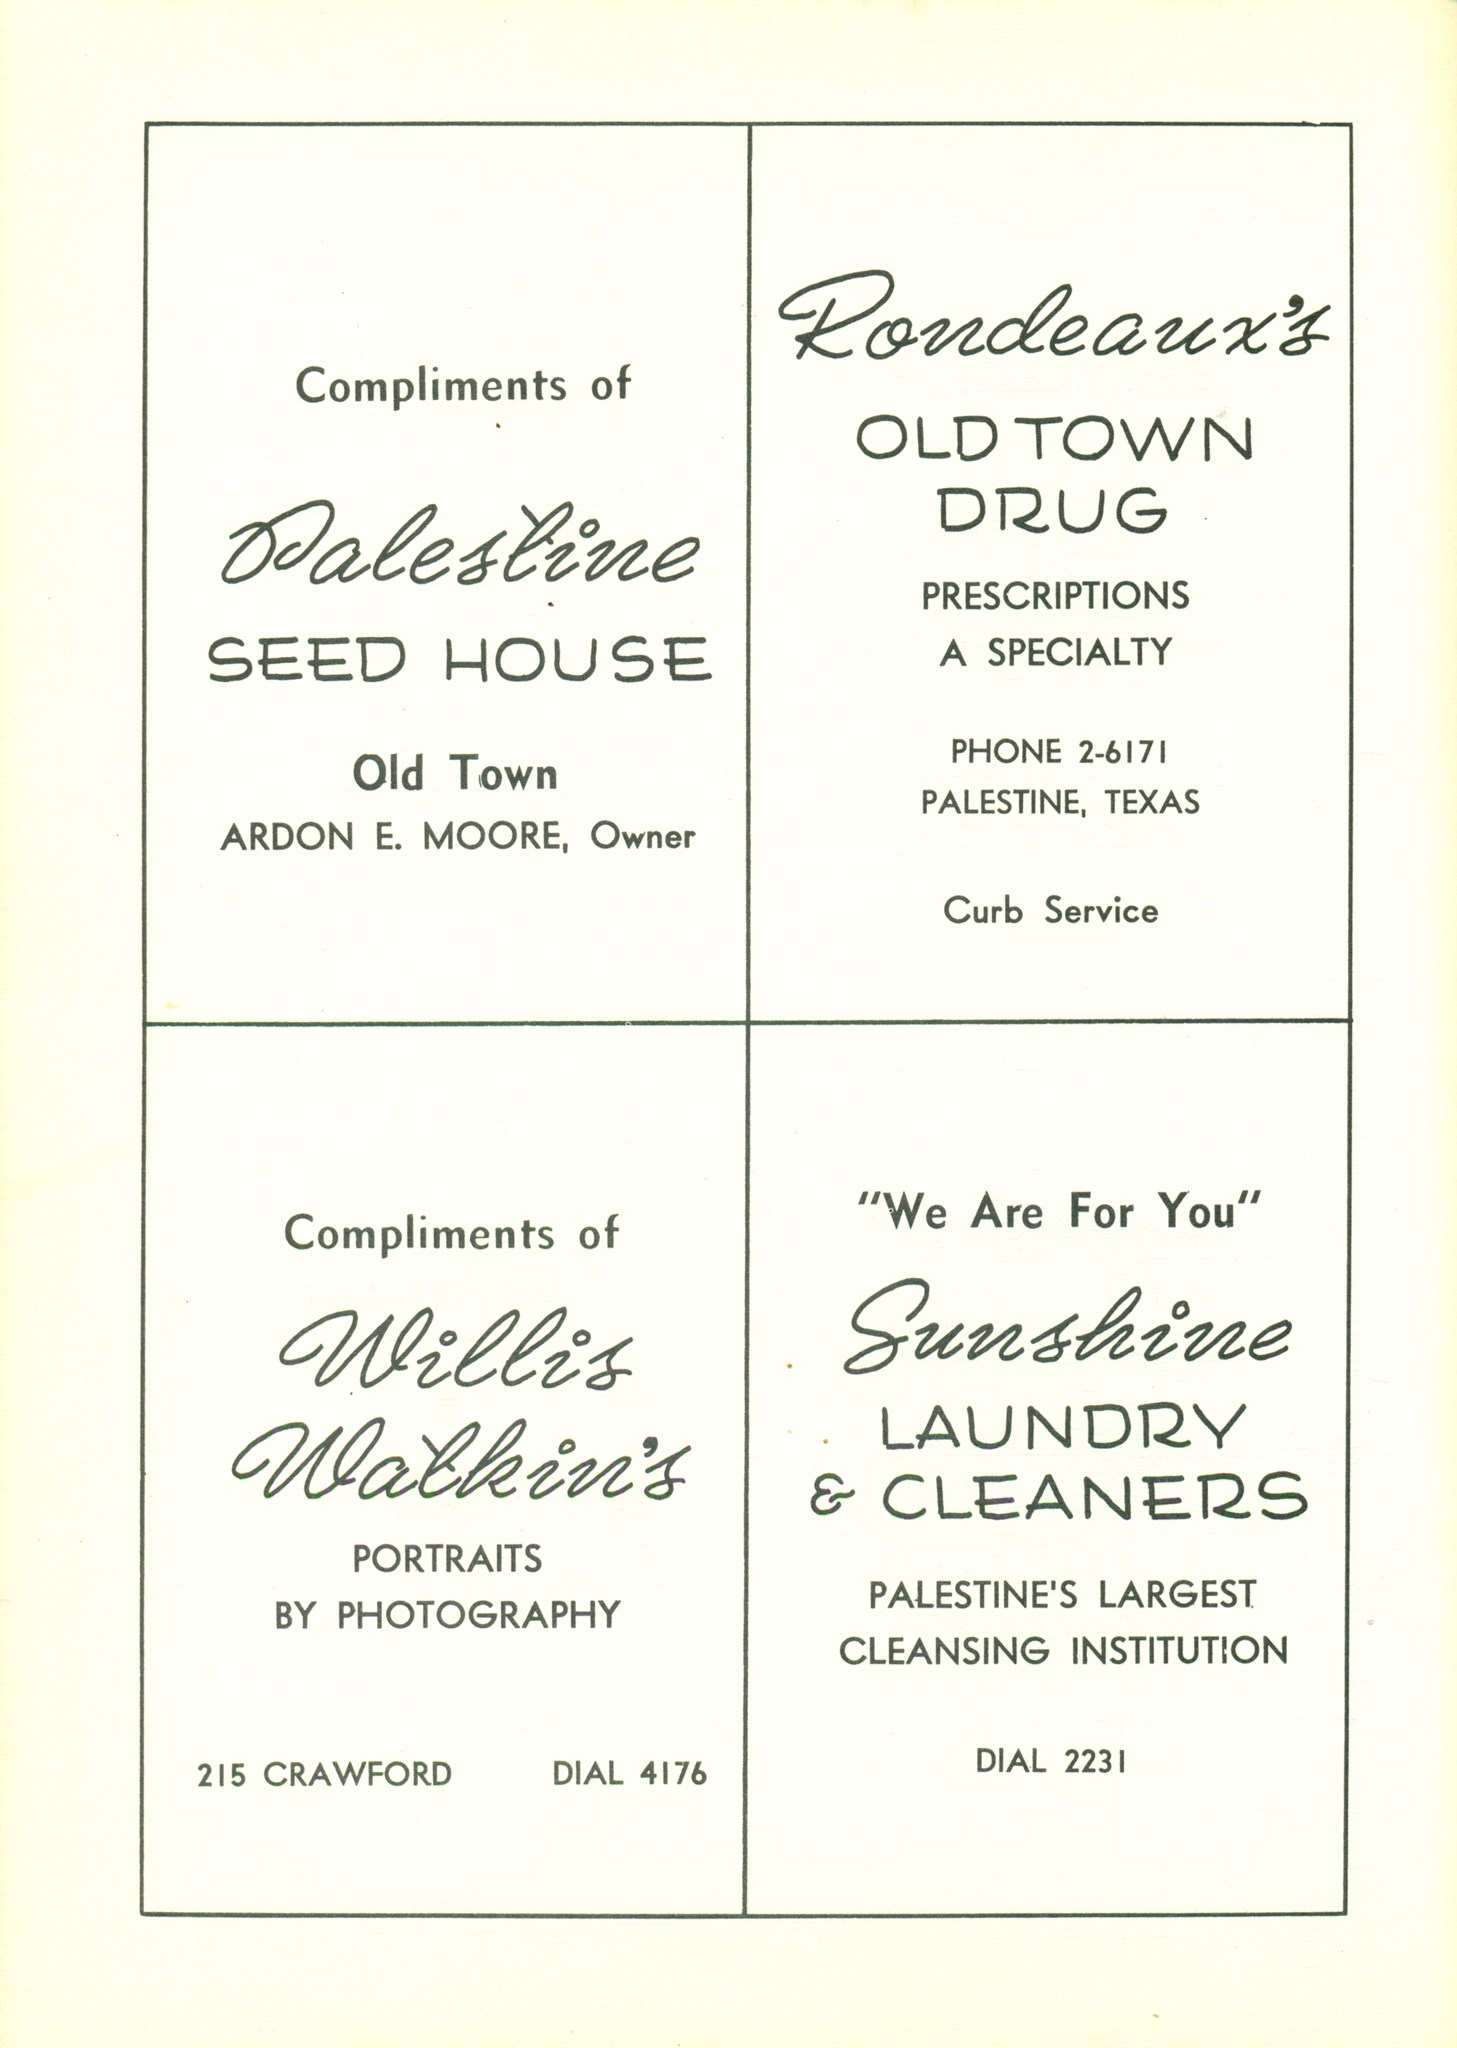 Compliments of
Palestine
SEED HOUSE
Old Town
ARDON E. MOORE, Owner
Rondeaux's
OLD TOWN
DRUG
PRESCRIPTIONS
A SPECIALTY
PHONE 2-6171
PALESTINE, TEXAS
Curb Service
Compliments of
Willis
Watkin's
PORTRAITS
BY PHOTOGRAPHY
215 CRAWFORD DIAL 4176
"We Are For You"
Sunshine
LAUNDRY
& CLEANERS
PALESTINE'S LARGEST
CLEANSING INSTITUTION
DIAL 2231